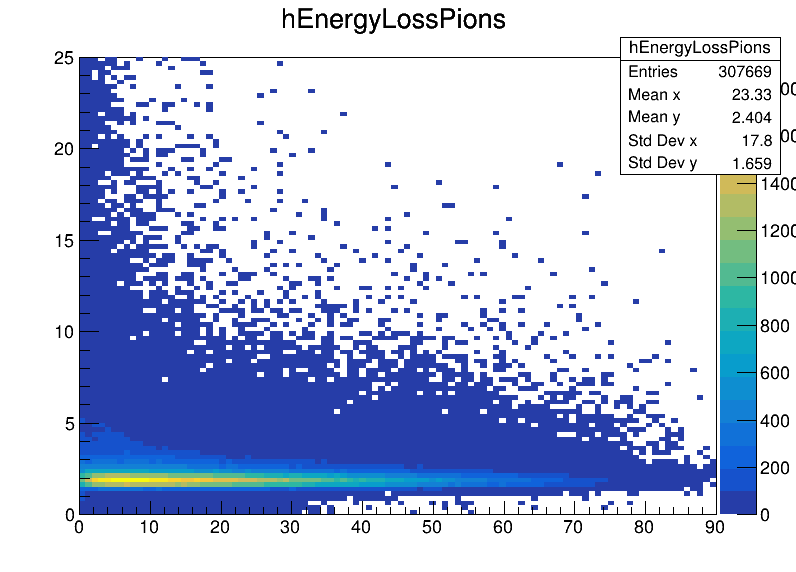 hEnergyLossPions
hEnergyLossPions
Entries 307669
Mean x 23.33
Mean y 2.404
Std Dev x 17.8
Std Dev y 1.659
25
20
15
10
5
0
0 10 20 30 40 50 60 70 80 90
1400
1200
1000
800
600
400
200
0